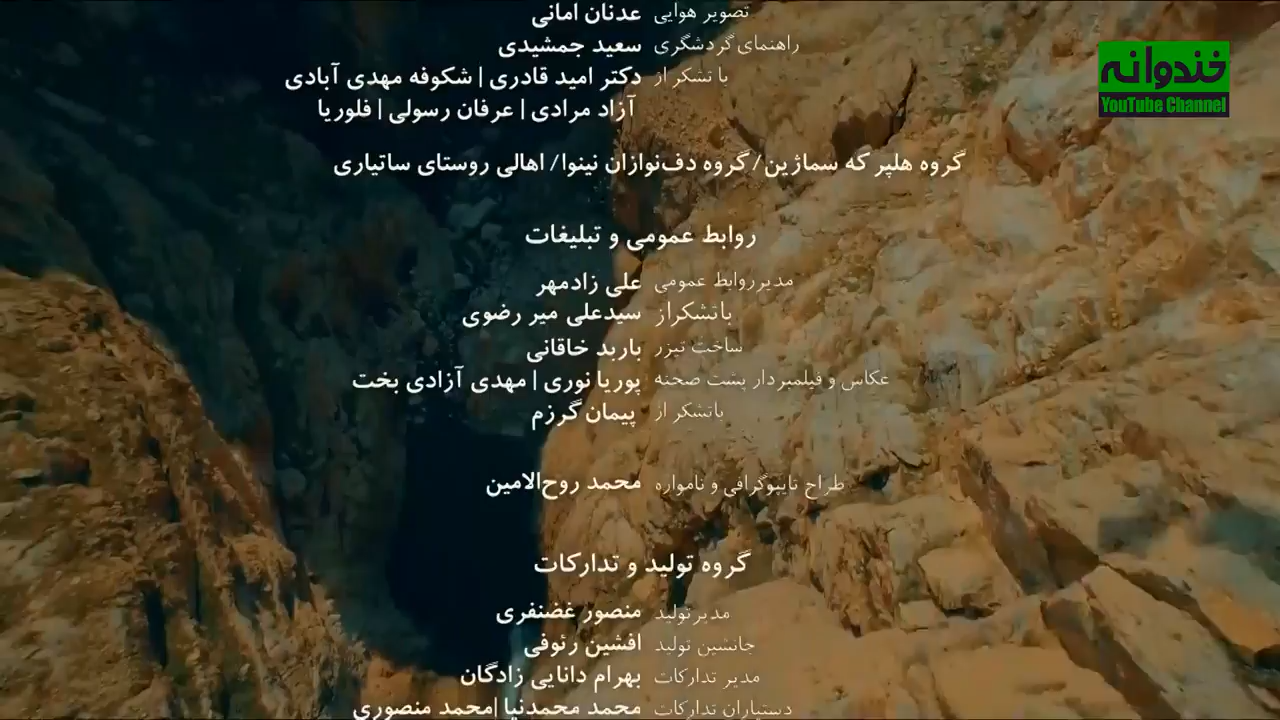 تصویر هوایی عدنان امانی
راهنمای گردشگری سعید جمشیدی
با تشکر از دکتر امید قادری | شکوفه مهدی آبادی
آزاد مرادی | عرفان رسولی | فلوریا
گروه هلپر که سماژین/ گروه دف‌نوازان نینوا/ اهالی روستای ساتیاری
روابط عمومی و تبلیغات
مدیرروابط عمومی علی زادمهر
باتشکراز سیدعلی میر رضوی
ساخت تیزر باربد خاقانی
عکاس و فیلمبردار پشت صحنه پوریا نوری | مهدی آزادی بخت
باتشکر از پیمان گرزم
طراح تایپوگرافی و نامواره محمد روح‌الامین
گروه تولید و تدارکات
مدیر تولید منصور غضنفری
جانشین تولید افشین رئوفی
مدیر تدارکات بهرام دانایی زادگان
دستیاران تدارکات محمد محمدنیا |محمد منصوری
خندوانه
YouTube Channel